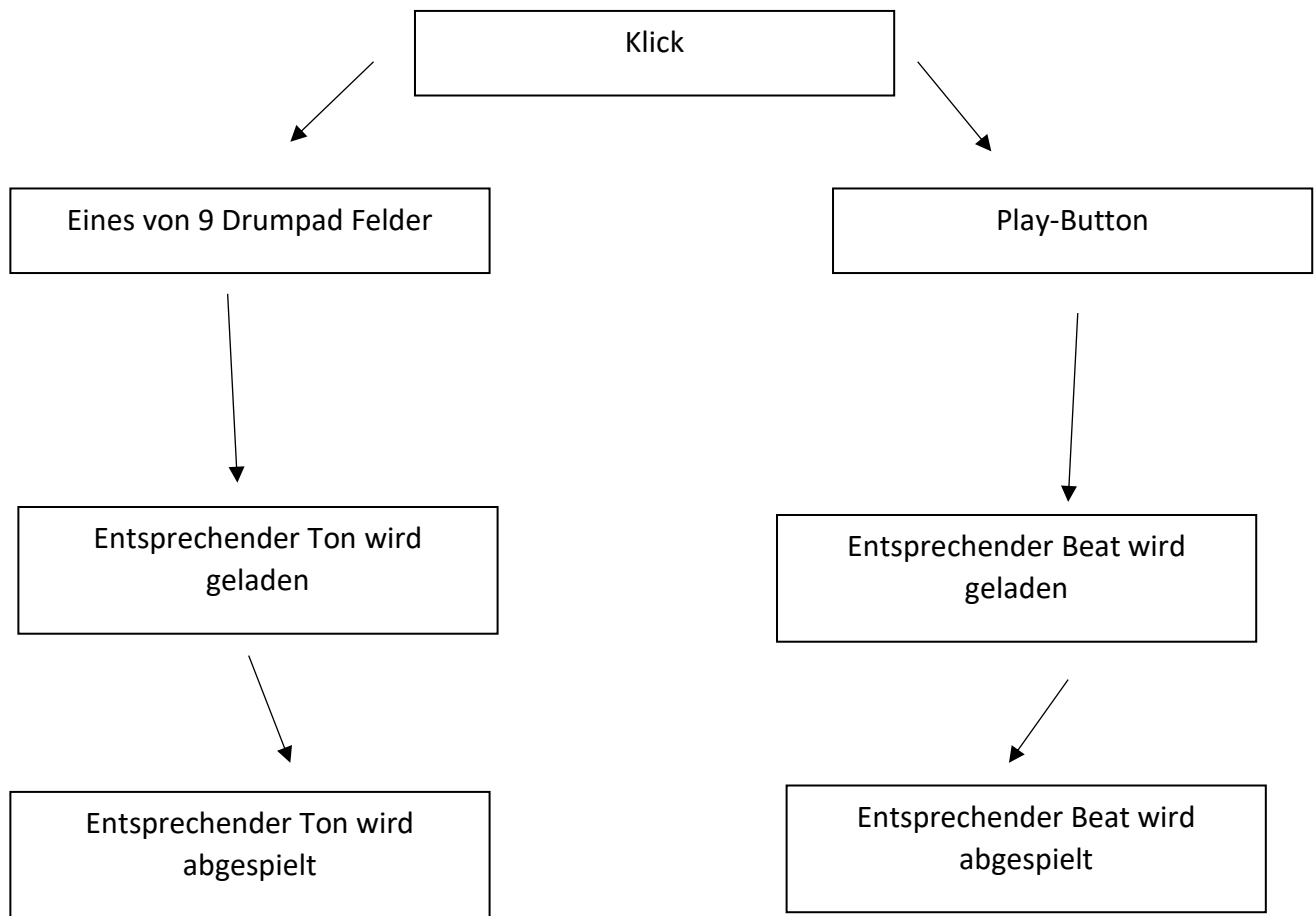 Klick
Eines von 9 Drumpad Felder
Play-Button
Entsprechender Ton wird
geladen
Entsprechender Beat wird
geladen
Entsprechender Ton wird
abgespielt
Entsprechender Beat wird
abgespielt